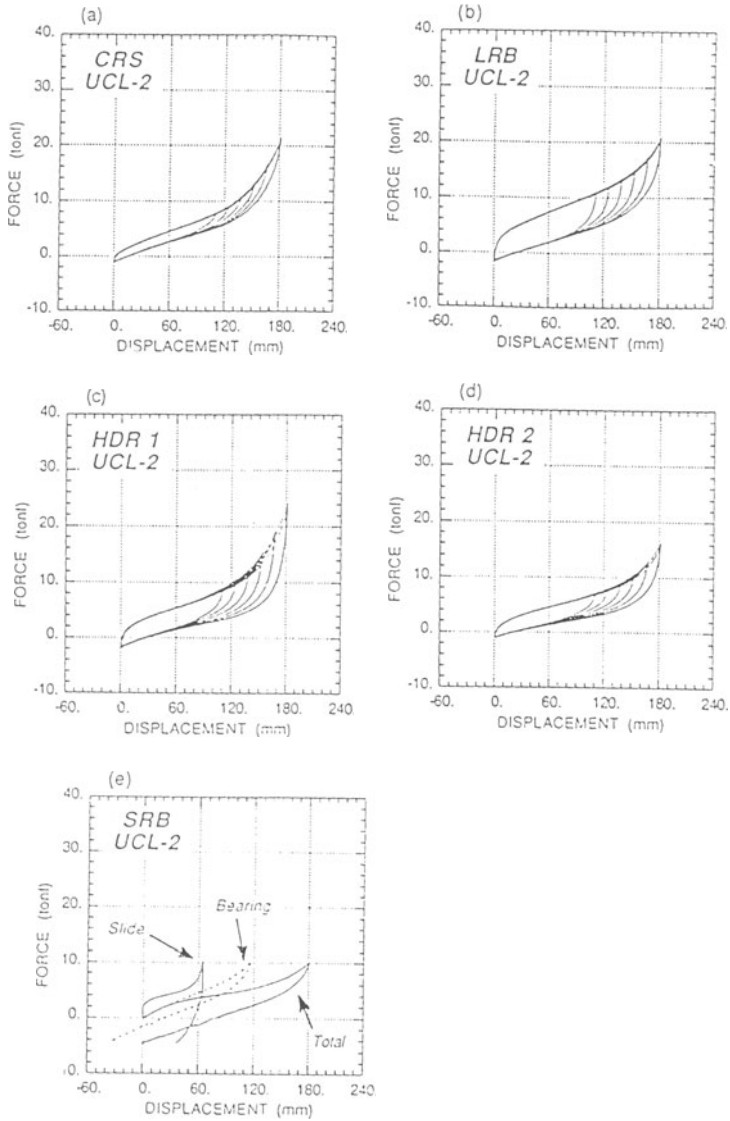 (a)
CRS
UCL-2
FORCE (tonf)
40.
30.
20.
10.
0.
-10.
-60. 0. 60. 120. 180. 240.
DISPLACEMENT (mm)
(b)
LRB
UCL-2
FORCE (tonf)
40.
30.
20.
10.
0.
-10.
-60. 0. 60. 120. 180. 240.
DISPLACEMENT (mm)
(c)
HDR 1
UCL-2
FORCE (tonf)
40.
30.
20.
10.
0.
-10.
-60. 0. 60. 120. 180. 240.
DISPLACEMENT (mm)
(d)
HDR 2
UCL-2
FORCE (tonf)
40.
30.
20.
10.
0.
-10.
-60. 0. 60. 120. 180. 240.
DISPLACEMENT (mm)
(e)
SRB
UCL-2
Slide
Bearing
Total
FORCE (tonf)
40.
30.
20.
10.
0.
-60. 0. 60. 120. 180. 240.
DISPLACEMENT (mm)